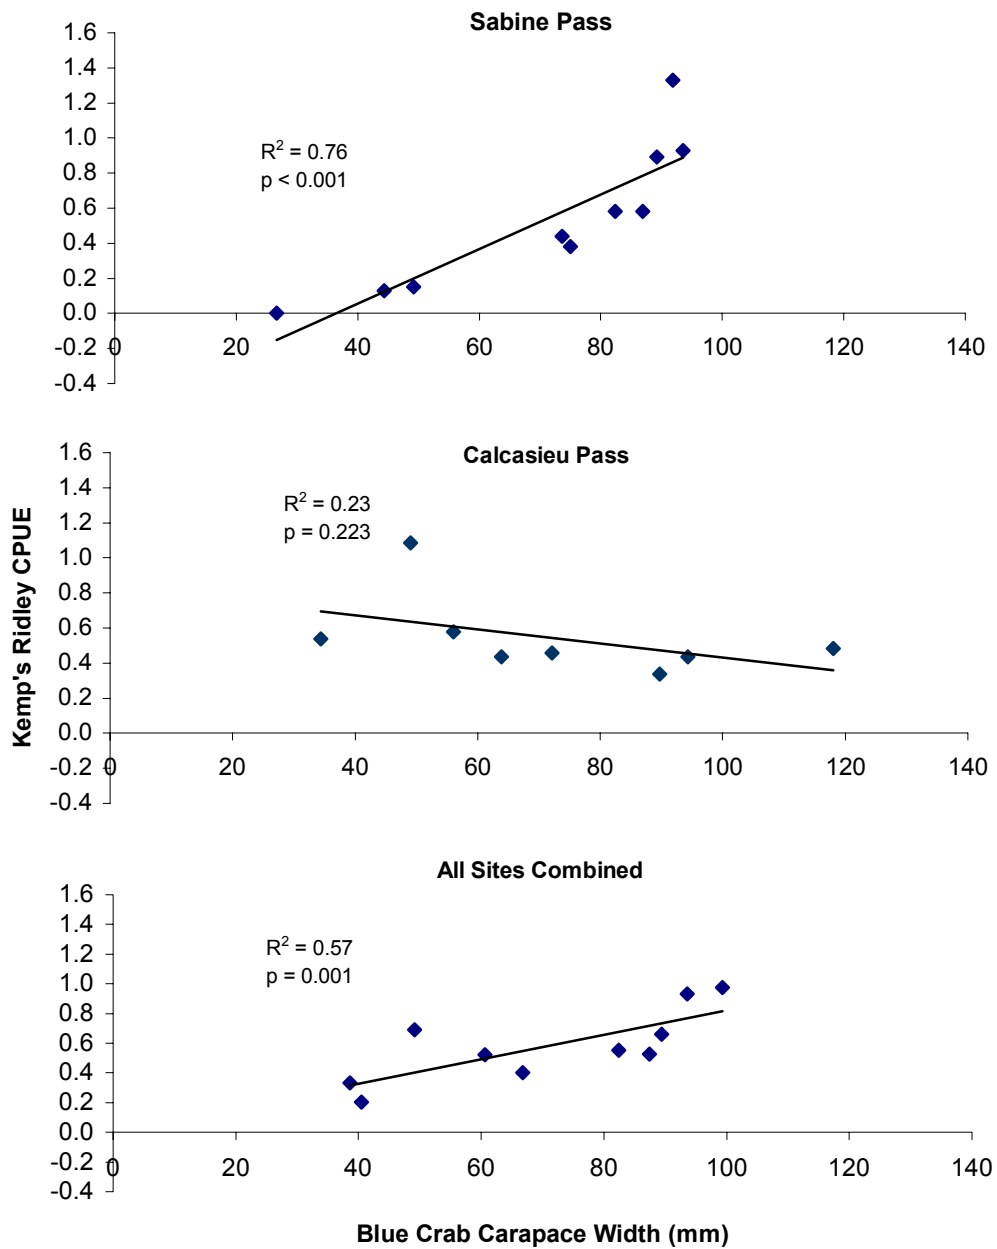 Sabine Pass
1.6
1.4
1.2
1.0
0.8
0.6
0.4
0.2
0.0
-0.2
-0.4
R² = 0.76
p < 0.001
0 20 40 60 80 100 120 140
Kemp's Ridley CPUE
Calcasieu Pass
1.6
1.4
1.2
1.0
0.8
0.6
0.4
0.2
0.0
-0.2
-0.4
R² = 0.23
p = 0.223
0 20 40 60 80 100 120 140
All Sites Combined
1.6
1.4
1.2
1.0
0.8
0.6
0.4
0.2
0.0
-0.2
-0.4
R² = 0.57
p = 0.001
0 20 40 60 80 100 120 140
Blue Crab Carapace Width (mm)